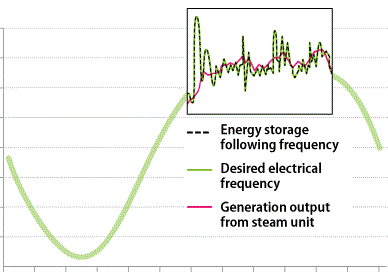 Energy storage
following frequency
Desired electrical
frequency
Generation output
from steam unit